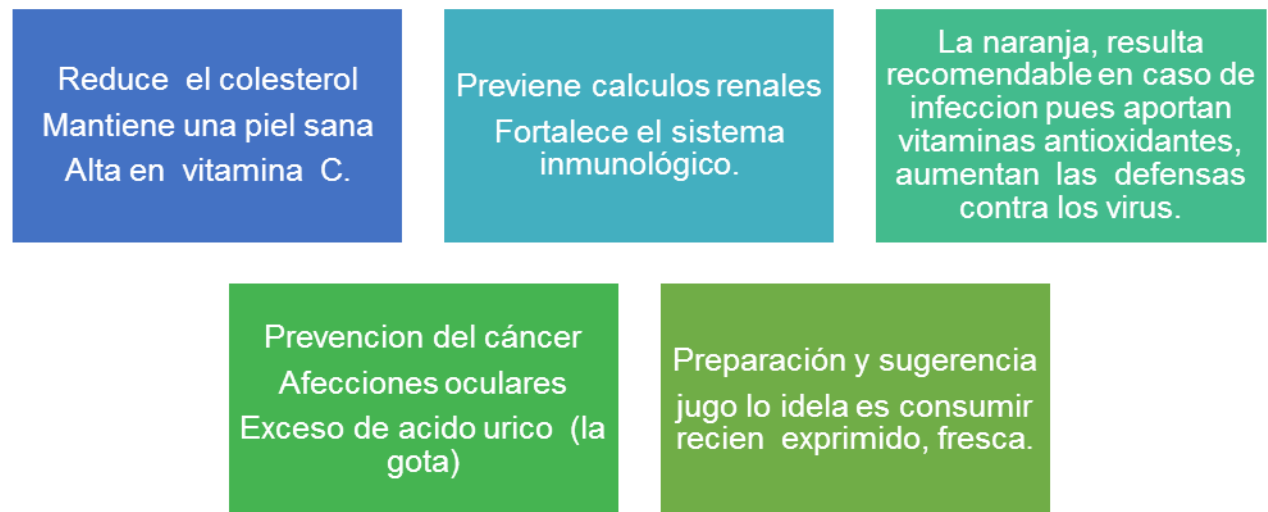 Reduce el colesterol
Mantiene una piel sana
Alta en vitamina C.
Previene calculos renales
Fortalece el sistema
inmunológico.
La naranja, resulta
recomendable en caso de
infeccion pues aportan
vitaminas antioxidantes,
aumentan las defensas
contra los virus.
Prevencion del cáncer
Afecciones oculares
Exceso de acido urico (la
gota)
Preparación y sugerencia
jugo lo idela es consumir
recien exprimido, fresca.